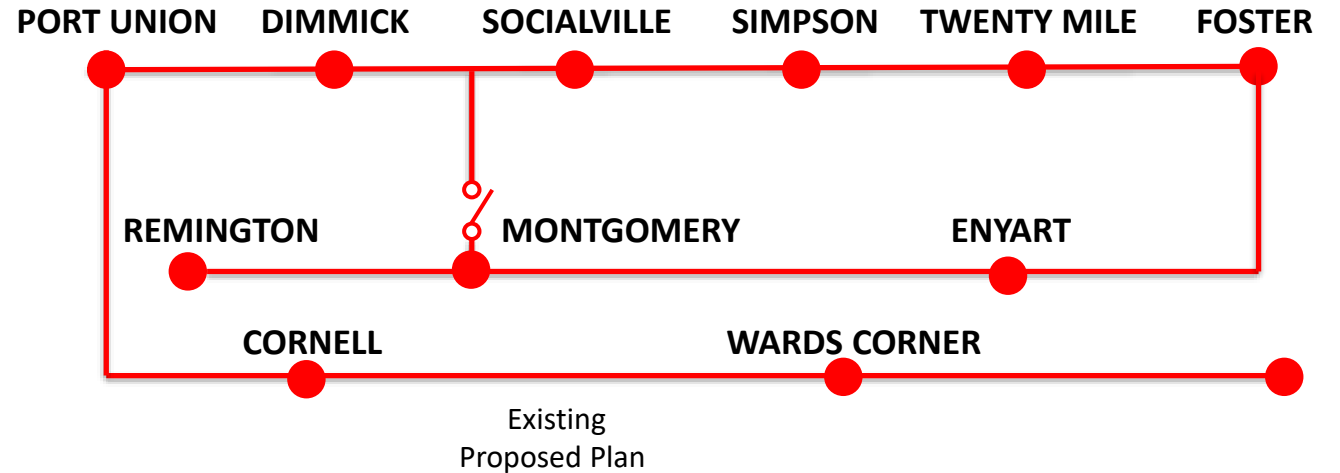 PORT UNION DIMMICK SOCIALVILLE SIMPSON TWENTY MILE FOSTER
REMINGTON MONTGOMERY ENYART
CORNELL WARDS CORNER
Existing
Proposed Plan